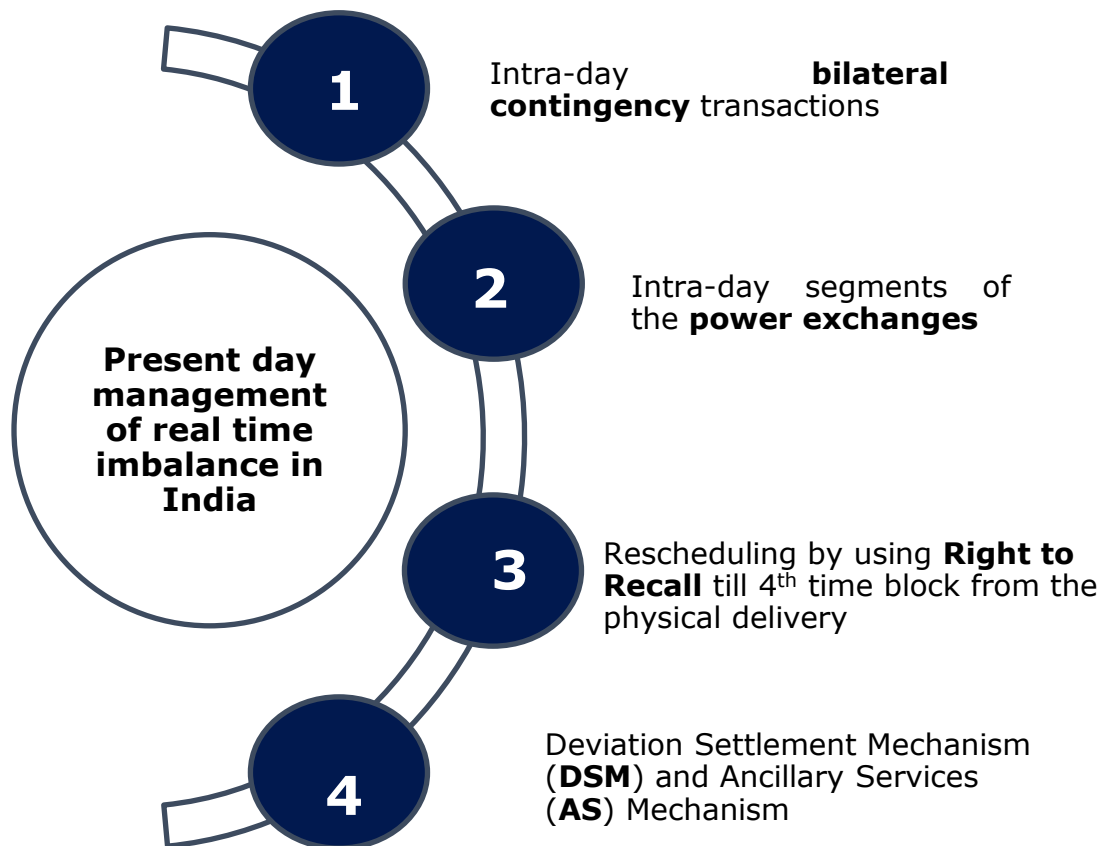 1
Intra-day bilateral
contingency transactions
2
Intra-day segments of
the power exchanges
Present day
management
of real time
imbalance in
India
3
Rescheduling by using Right to
Recall till 4th time block from the
physical delivery
4
Deviation Settlement Mechanism
(DSM) and Ancillary Services
(AS) Mechanism